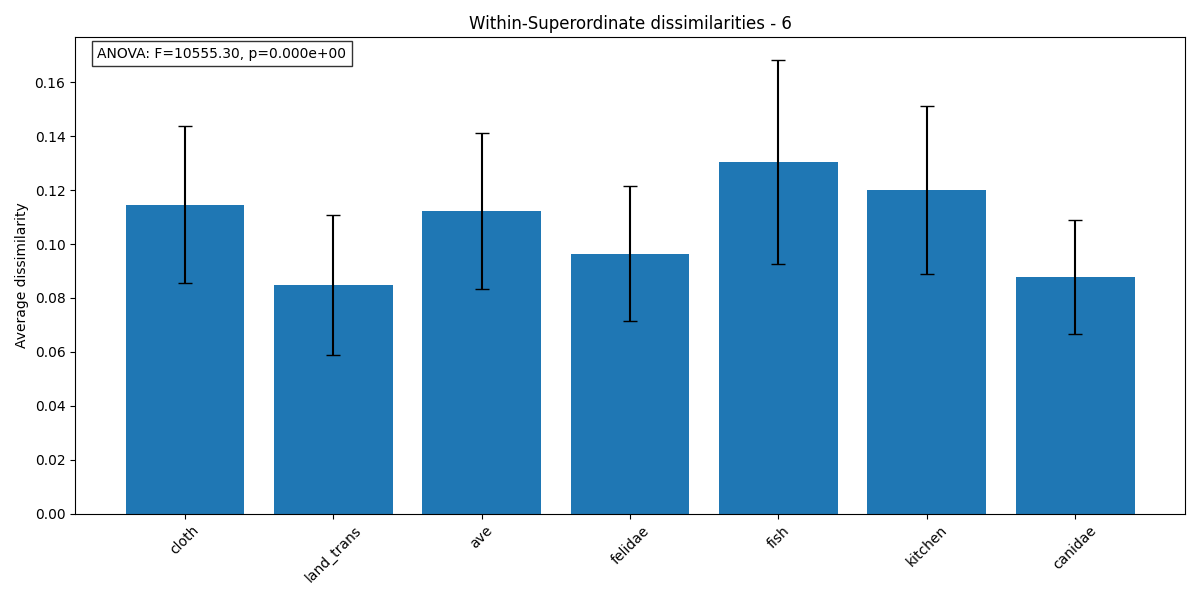 Within-Superordinate dissimilarities - 6
ANOVA: F=10555.30, p=0.000e+00
Average dissimilarity
0.16
0.14
0.12
0.10
0.08
0.06
0.04
0.02
0.00
cloth
land_trans
ave
felidae
fish
kitchen
canidae